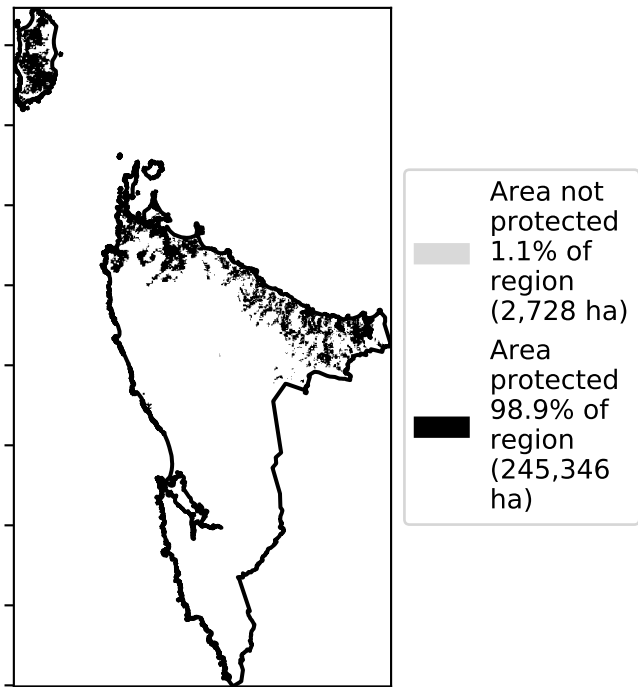 Area not
protected
1.1% of
region
(2,728 ha)
Area
protected
98.9% of
region
(245,346
ha)